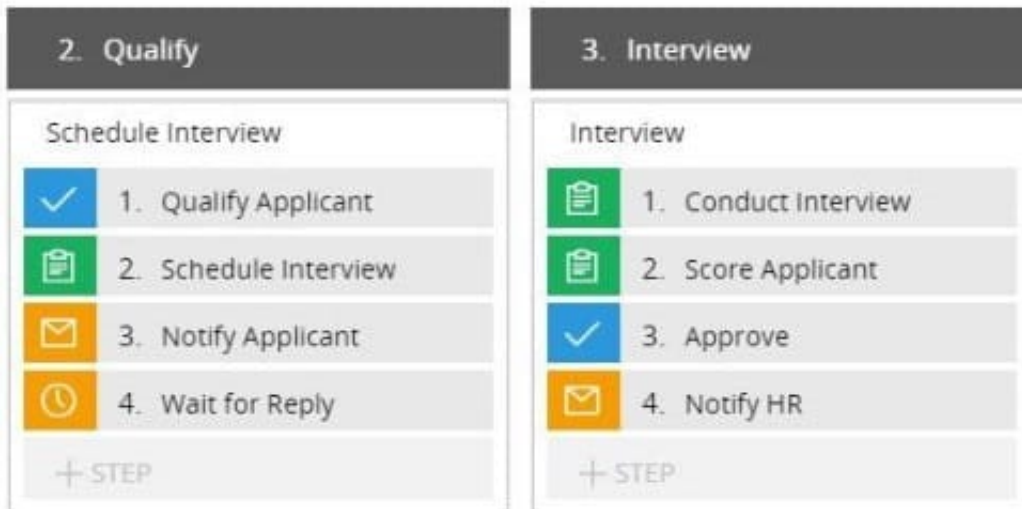 2. Qualify
Schedule Interview
1. Qualify Applicant
2. Schedule Interview
3. Notify Applicant
4. Wait for Reply
+ STEP
3. Interview
Interview
1. Conduct Interview
2. Score Applicant
3. Approve
4. Notify HR
+ STEP